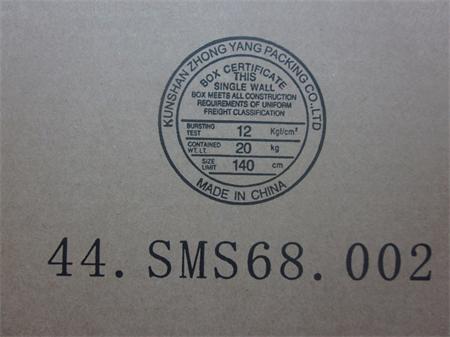 KUNSHAN ZHONG YANG PACKING CO.,LTD
BOX CERTIFICATE
THIS
SINGLE WALL
BOX MEETS ALL CONSTRUCTION
REQUIREMENTS OF UNIFORM
FREIGHT CLASSIFICATION
BURSTING TEST 12 Kgf/cm²
CONTAINED WT. LT. 20 kg
SIZE LIMIT 140 cm
MADE IN CHINA
44. SMS68. 002